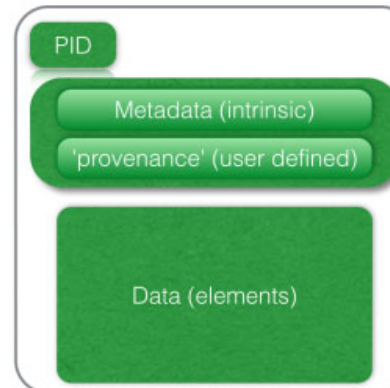 PID
Metadata (intrinsic)
'provenance' (user defined)
Data (elements)